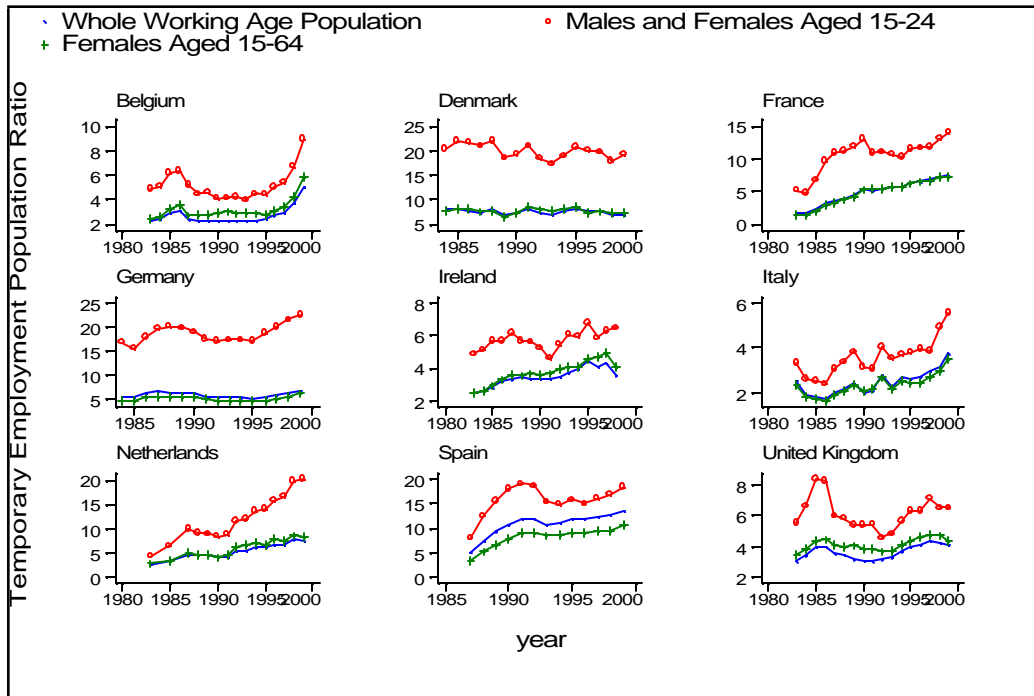 Whole Working Age Population
Males and Females Aged 15-24
Females Aged 15-64
Temporary Employment Population Ratio
Belgium
10
8
6
4
2
1980 1985 1990 1995 2000
Denmark
25
20
15
10
5
1985 1990 1995 2000
France
15
10
5
0
1980 1985 1990 1995 2000
Germany
25
20
15
10
5
1985 1990 1995 2000
Ireland
8
6
4
2
1980 1985 1990 1995 2000
Italy
6
4
2
1980 1985 1990 1995 2000
Netherlands
20
15
10
5
0
1980 1985 1990 1995 2000
Spain
20
15
10
5
0
1985 1990 1995 2000
United Kingdom
8
6
4
2
1980 1985 1990 1995 2000
year